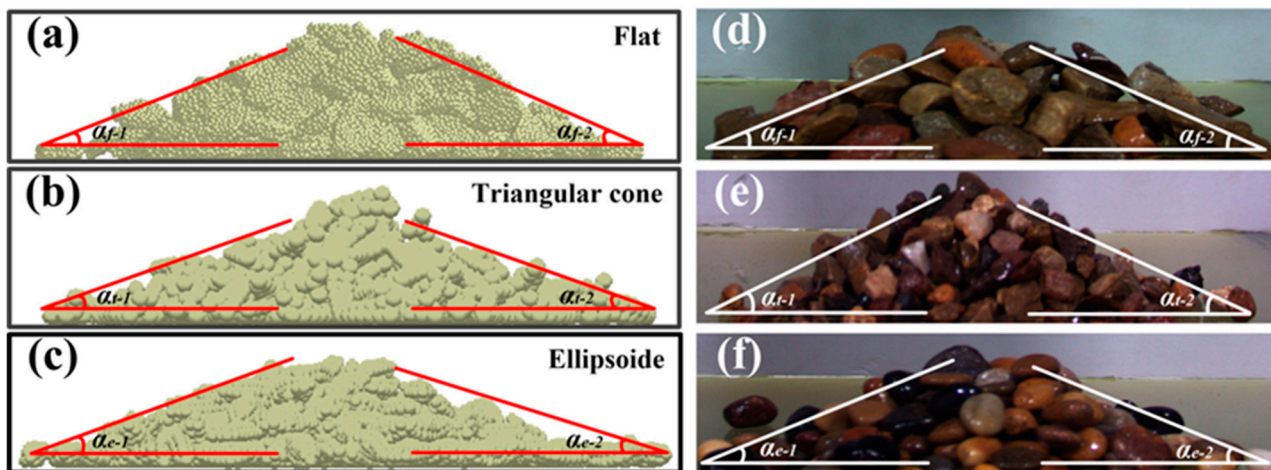 (a)
Flat
αf-1
αf-2
(b)
Triangular cone
αt-1
αt-2
(c)
Ellipsoide
αe-1
αe-2
(d)
αf-1
αf-2
(e)
αt-1
αt-2
(f)
αe-1
αe-2